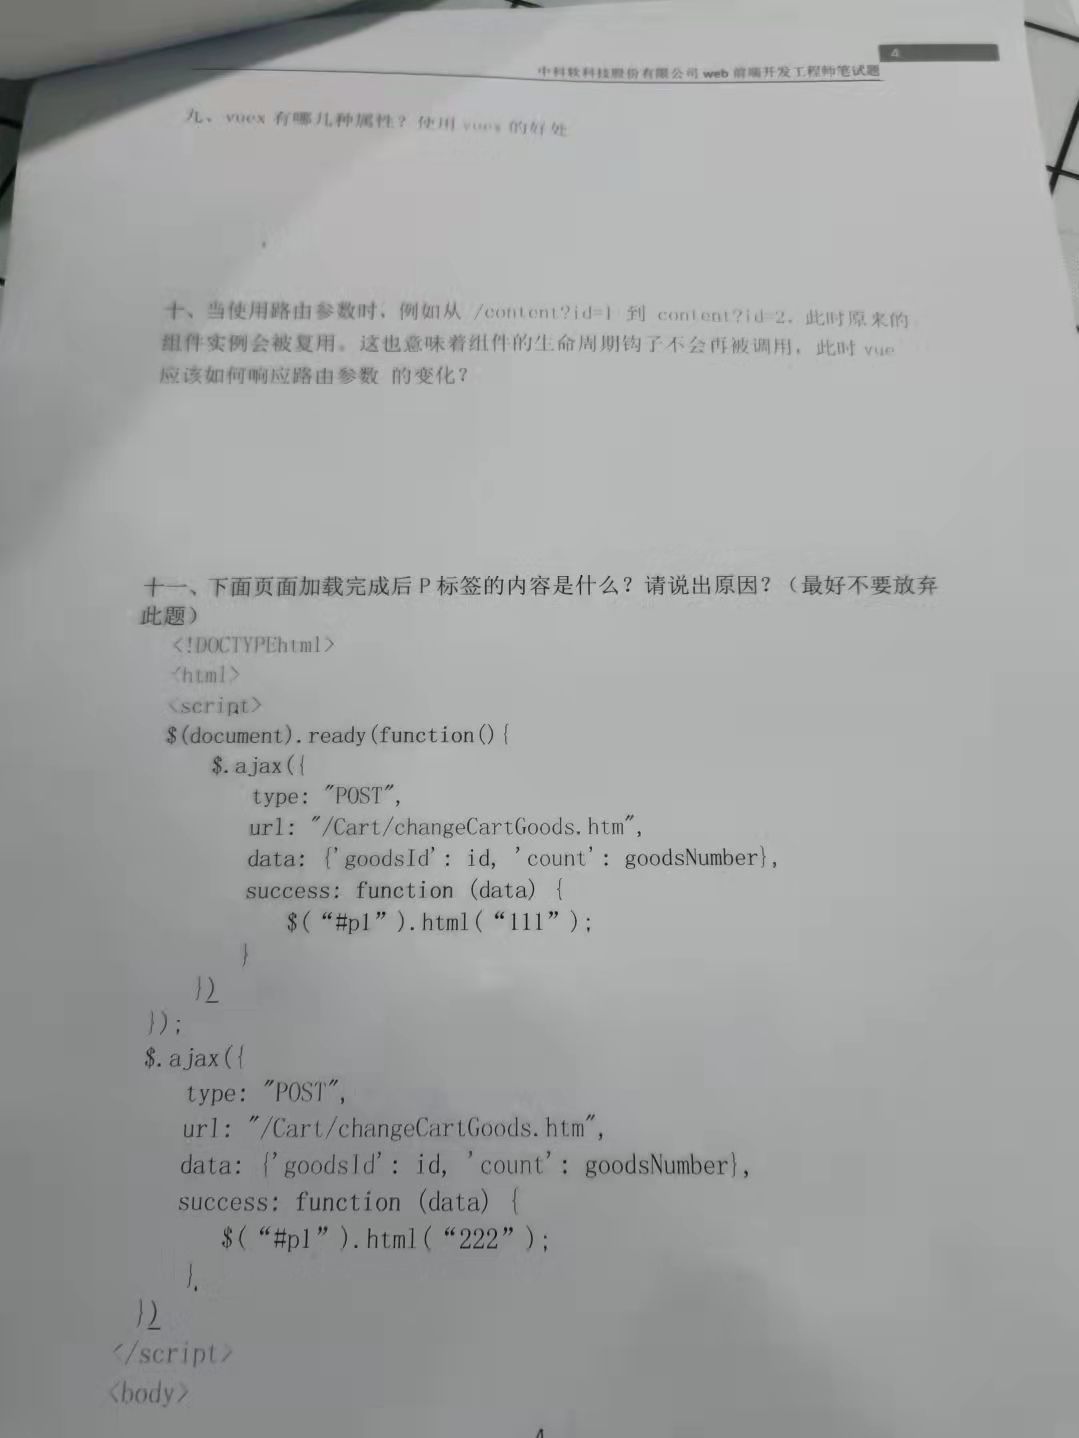 4
中科软科技股份有限公司 web 前端开发工程师笔试题
九、vuex 有哪几种属性？使用 vuex 的好处
十、当使用路由参数时，例如从 /content?id=1 到 content?id=2，此时原来的
组件实例会被复用。这也意味着组件的生命周期钩子不会再被调用，此时 vue
应该如何响应路由参数 的变化？
十一、下面页面加载完成后 P 标签的内容是什么？请说出原因？（最好不要放弃
此题）
<!DOCTYPEhtml>
<html>
<script>
$(document).ready(function(){
$.ajax({
type: "POST",
url: "/Cart/changeCartGoods.htm",
data: {'goodsId': id, 'count': goodsNumber},
success: function (data) {
$(“#p1”).html(“111”);
}
})
});
$.ajax({
type: "POST",
url: "/Cart/changeCartGoods.htm",
data: {'goodsId': id, 'count': goodsNumber},
success: function (data) {
$(“#p1”).html(“222”);
},
})
</script>
<body>
4